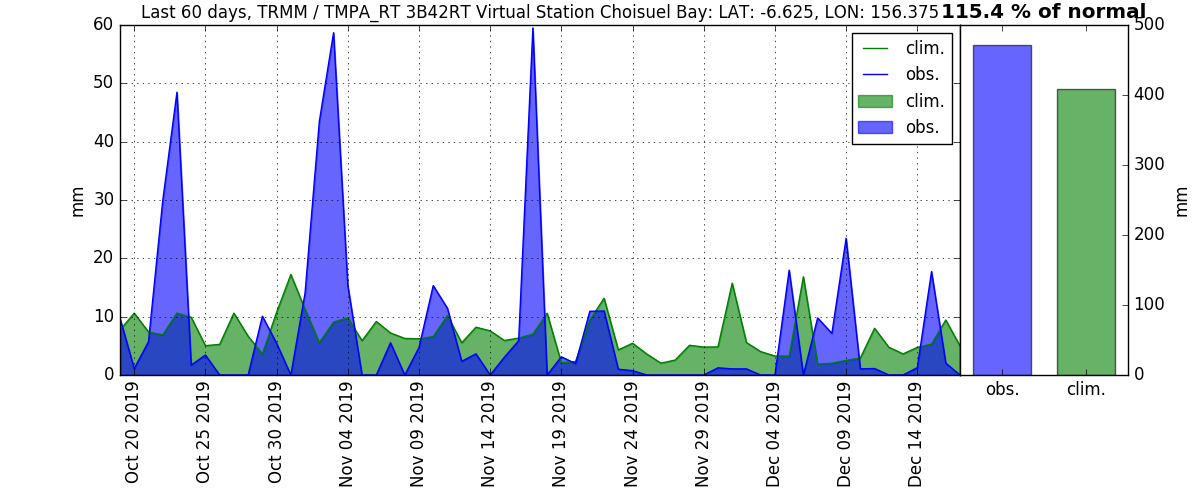 Last 60 days, TRMM / TMPA_RT 3B42RT Virtual Station Choisuel Bay: LAT: -6.625, LON: 156.375
115.4 % of normal
60
50
40
30
20
10
0
mm
clim.
obs.
clim.
obs.
500
400
300
200
100
0
mm
obs.
clim.
Oct 20 2019
Oct 25 2019
Oct 30 2019
Nov 04 2019
Nov 09 2019
Nov 14 2019
Nov 19 2019
Nov 24 2019
Nov 29 2019
Dec 04 2019
Dec 09 2019
Dec 14 2019